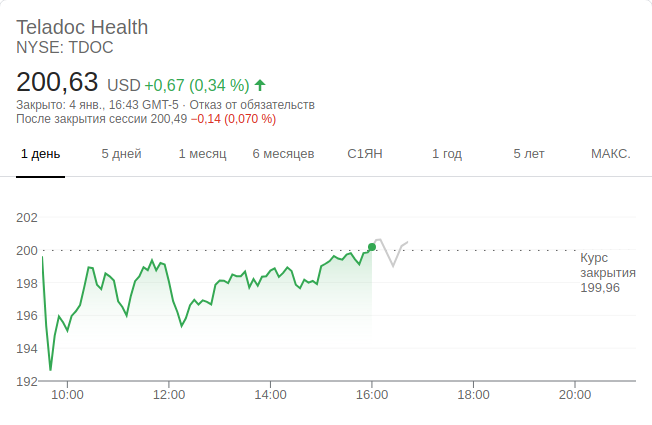 Teladoc Health
NYSE: TDOC
200,63 USD +0,67 (0,34 %)
Закрыто: 4 янв., 16:43 GMT-5 · Отказ от обязательств
После закрытия сессии 200,49 −0,14 (0,070 %)
1 день 5 дней 1 месяц 6 месяцев С1ЯН 1 год 5 лет МАКС.
202
200
Курс
закрытия
199,96
198
196
194
192
10:00 12:00 14:00 16:00 18:00 20:00